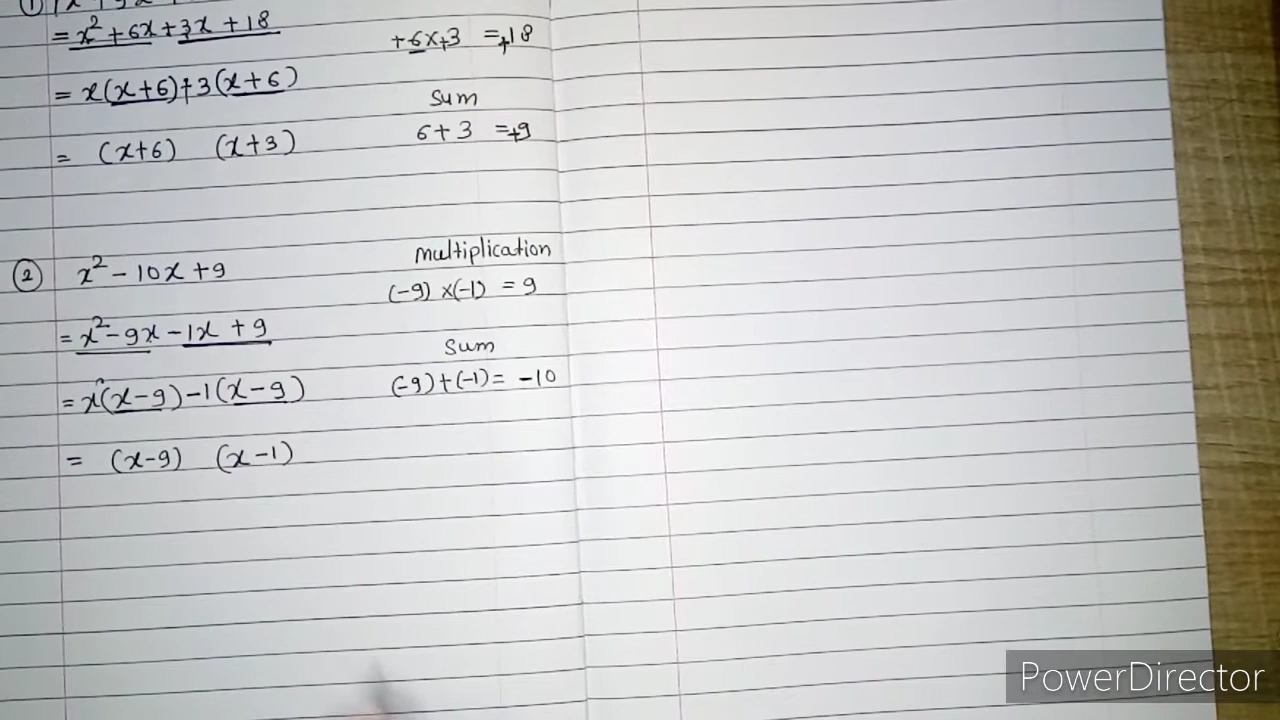 ①
= x² + 6x + 3x + 18
+6x+3 = +18
= x(x+6)+3(x+6)
sum
6+3 = +9
= (x+6) (x+3)
② x² - 10x + 9
multiplication
(-9) x(-1) = 9
= x² - 9x - 1x + 9
sum
= x(x-9)-1(x-9)
(-9)+(-1)= -10
= (x-9) (x-1)
PowerDirector